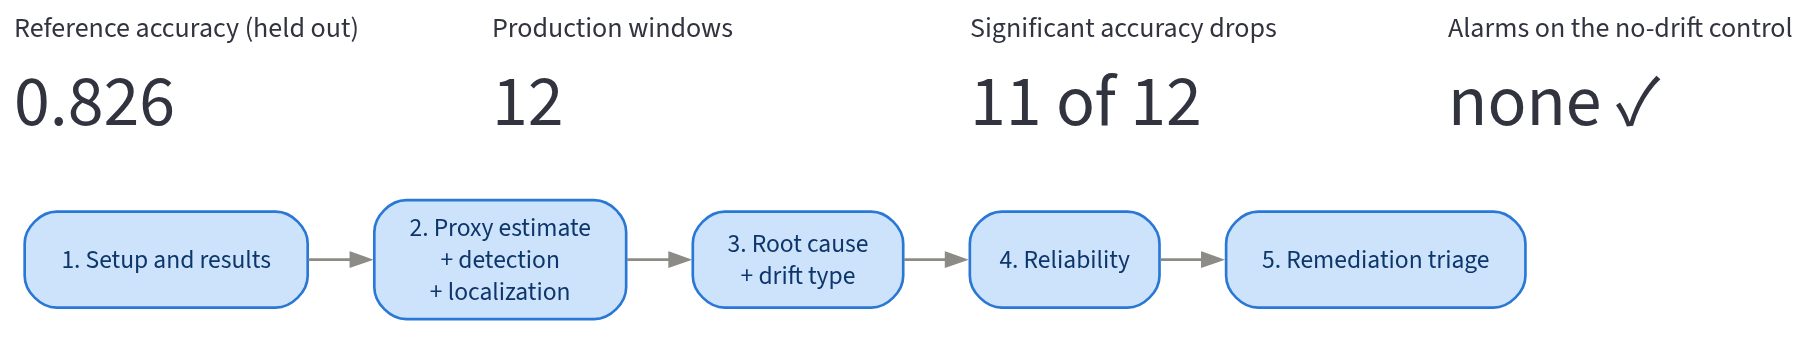 Reference accuracy (held out)
0.826
Production windows
12
Significant accuracy drops
11 of 12
Alarms on the no-drift control
none ✓
1. Setup and results
2. Proxy estimate
+ detection
+ localization
3. Root cause
+ drift type
4. Reliability
5. Remediation triage